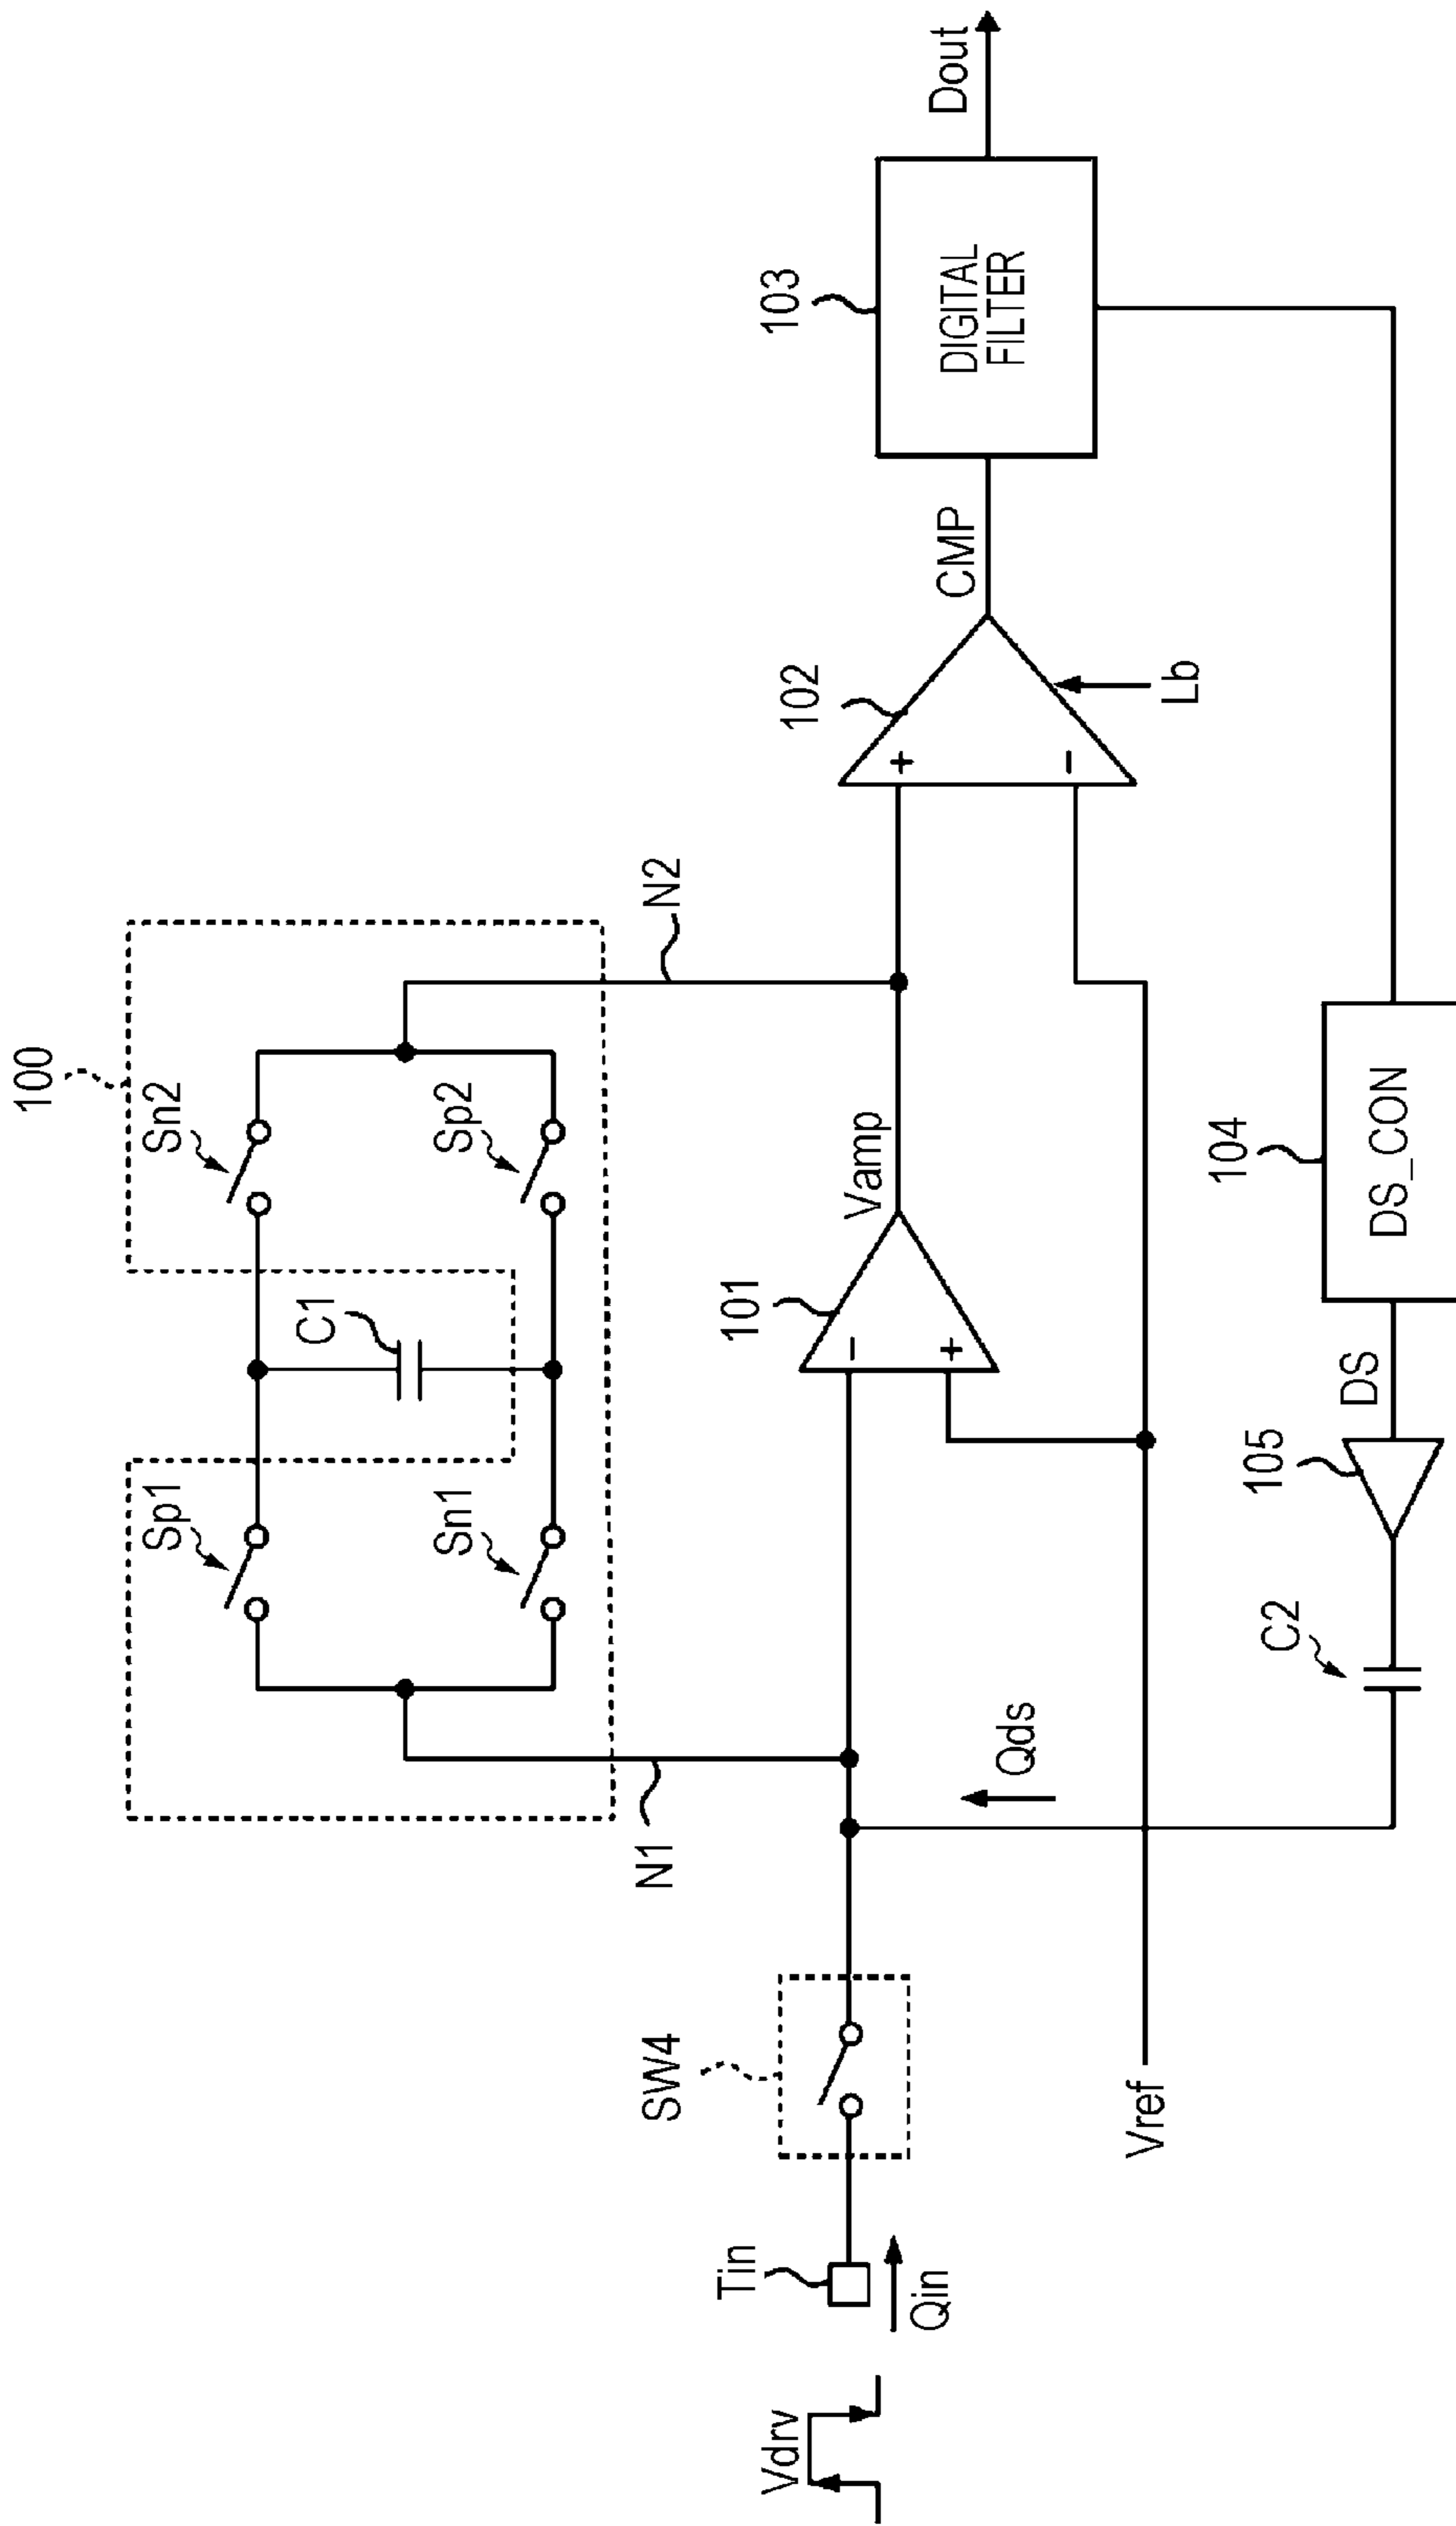 100
Sp1
Sn2
C1
Sn1
Sp2
N1
N2
101
Vamp
102
CMP
103
DIGITAL
FILTER
Dout
SW4
Tin
Vdrv
Qin
Qds
Lb
Vref
C2
105
DS
104
DS_CON